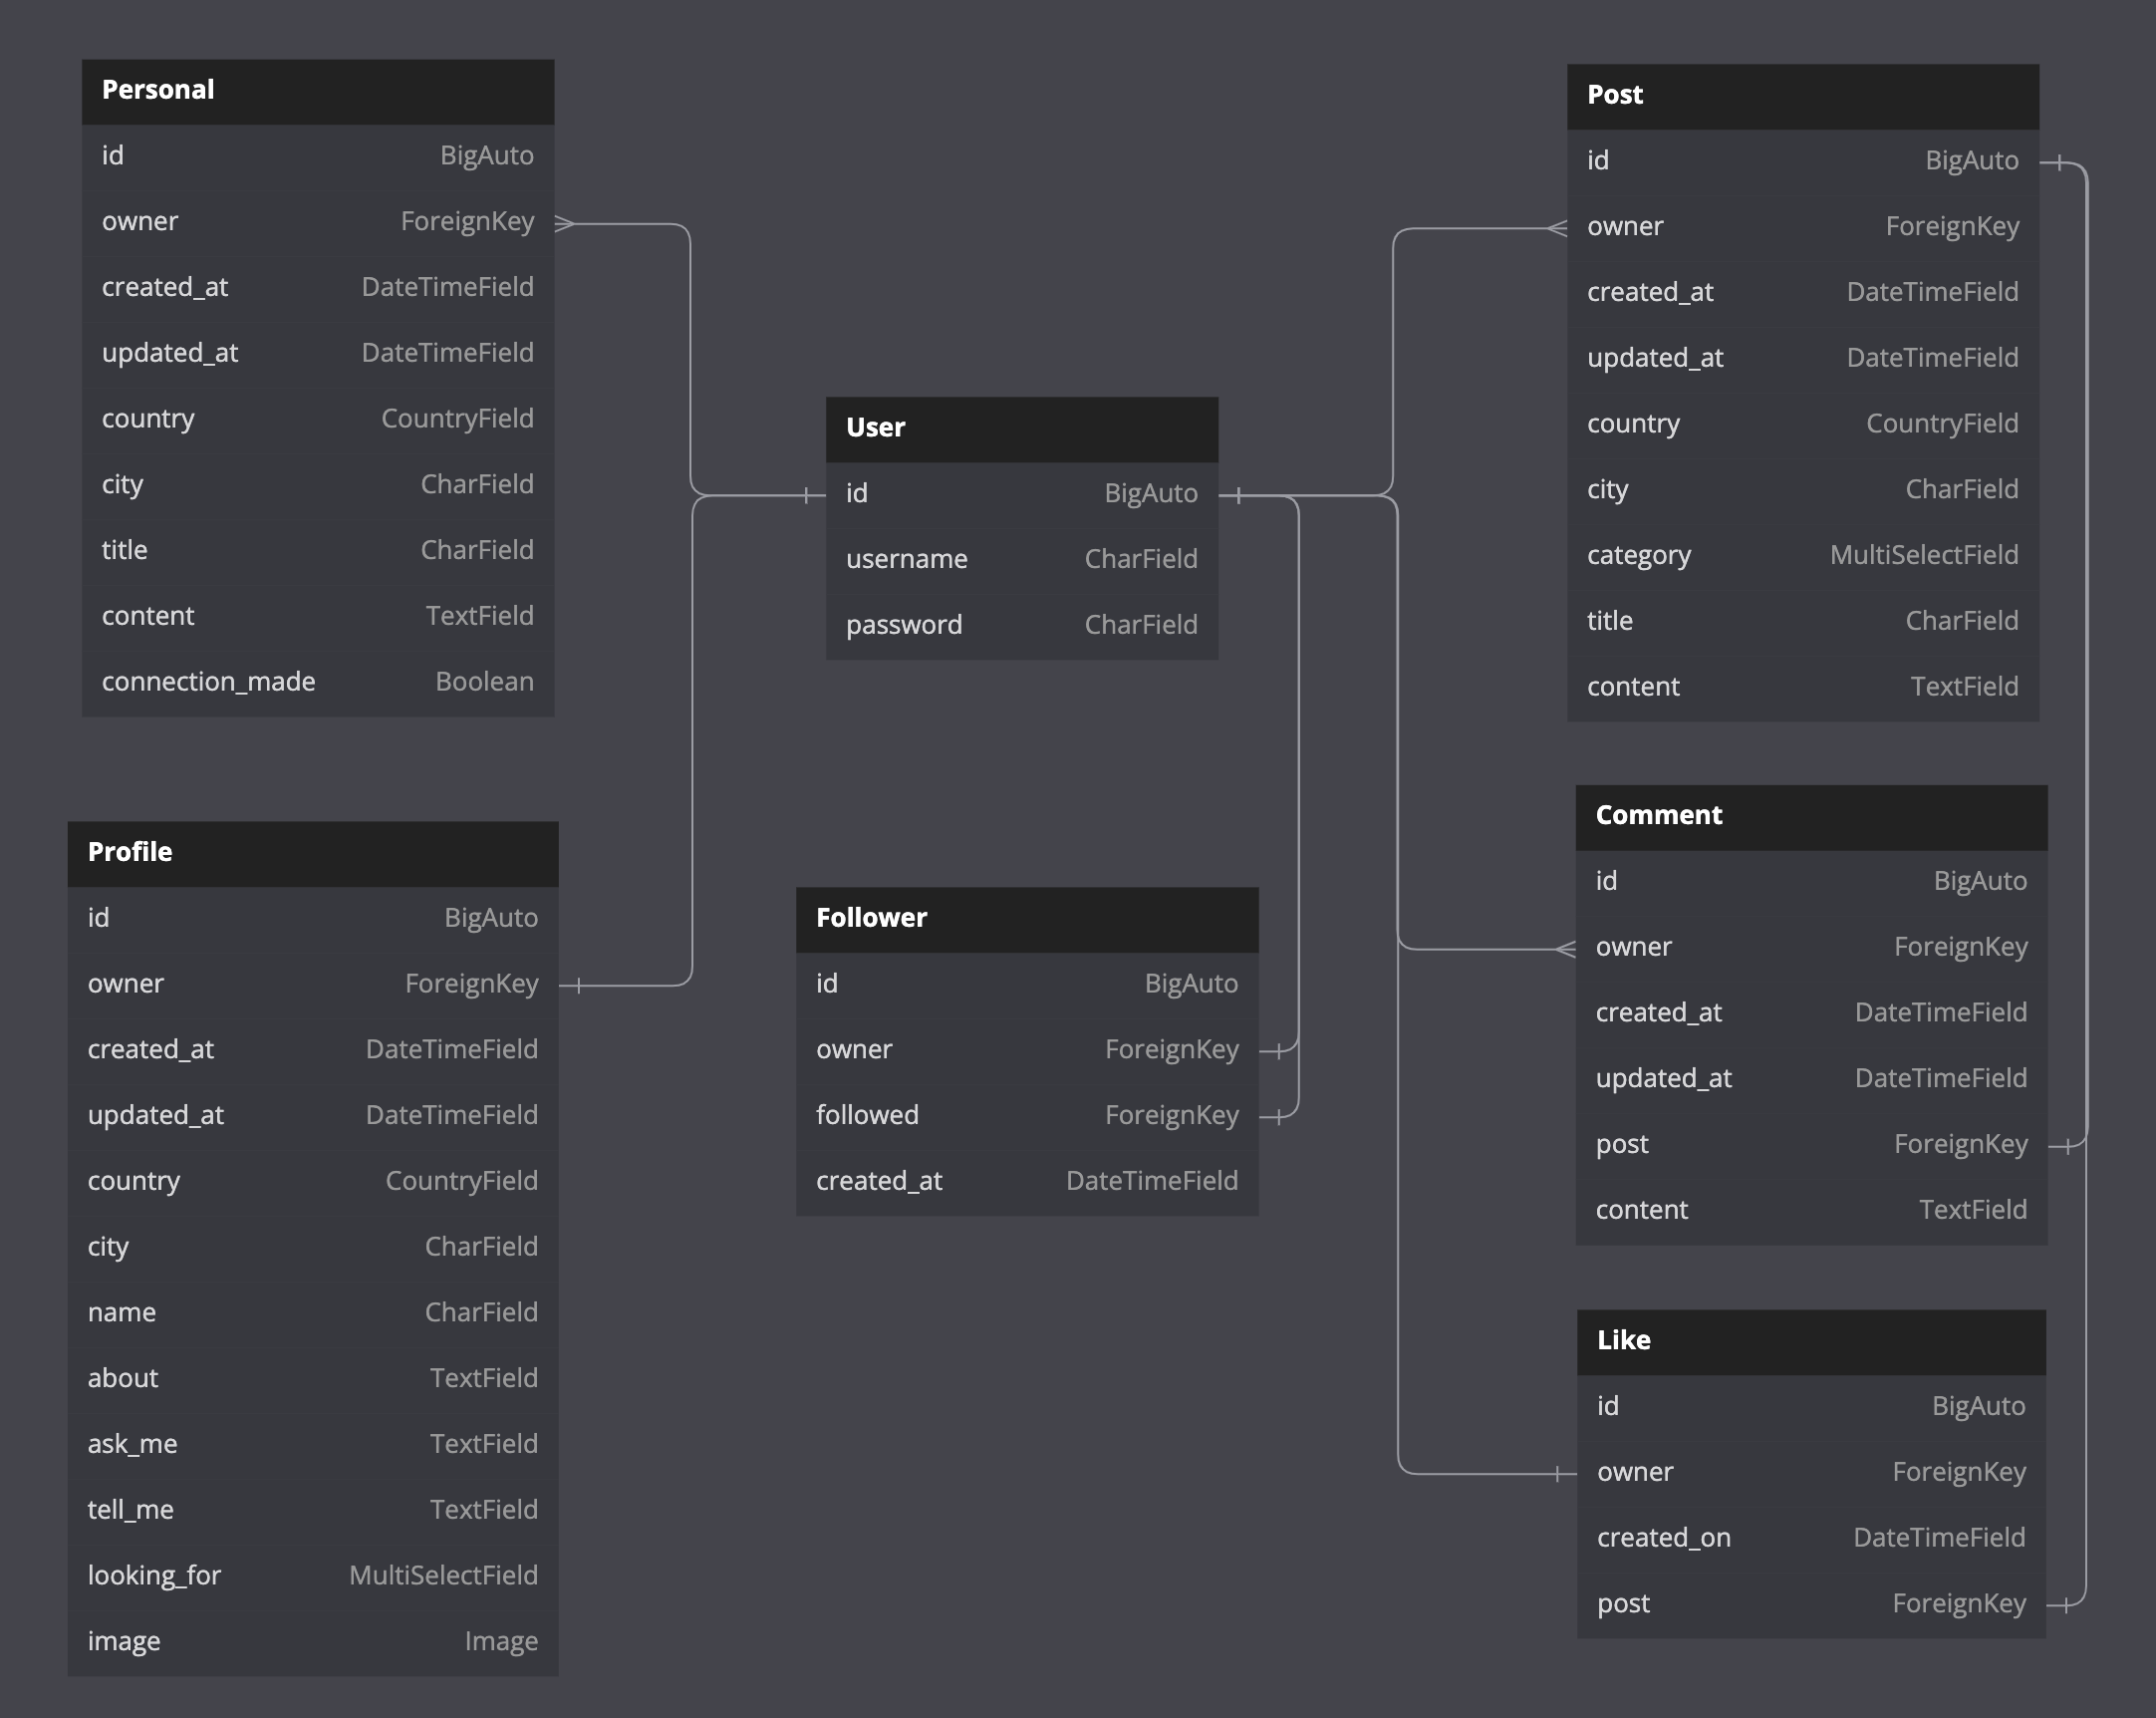 Personal
id BigAuto
owner ForeignKey
created_at DateTimeField
updated_at DateTimeField
country CountryField
city CharField
title CharField
content TextField
connection_made Boolean
Profile
id BigAuto
owner ForeignKey
created_at DateTimeField
updated_at DateTimeField
country CountryField
city CharField
name CharField
about TextField
ask_me TextField
tell_me TextField
looking_for MultiSelectField
image Image
User
id BigAuto
username CharField
password CharField
Follower
id BigAuto
owner ForeignKey
followed ForeignKey
created_at DateTimeField
Post
id BigAuto
owner ForeignKey
created_at DateTimeField
updated_at DateTimeField
country CountryField
city CharField
category MultiSelectField
title CharField
content TextField
Comment
id BigAuto
owner ForeignKey
created_at DateTimeField
updated_at DateTimeField
post ForeignKey
content TextField
Like
id BigAuto
owner ForeignKey
created_on DateTimeField
post ForeignKey